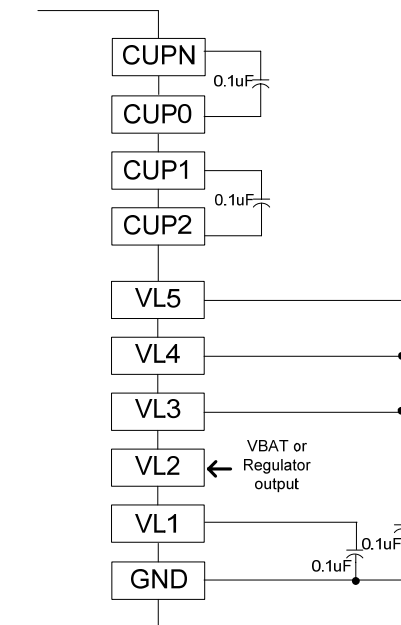 CUPN
0.1uF
CUP0
CUP1
0.1uF
CUP2
VL5
VL4
VL3
VL2
VBAT or
Regulator
output
VL1
0.1uF
0.1uF
GND